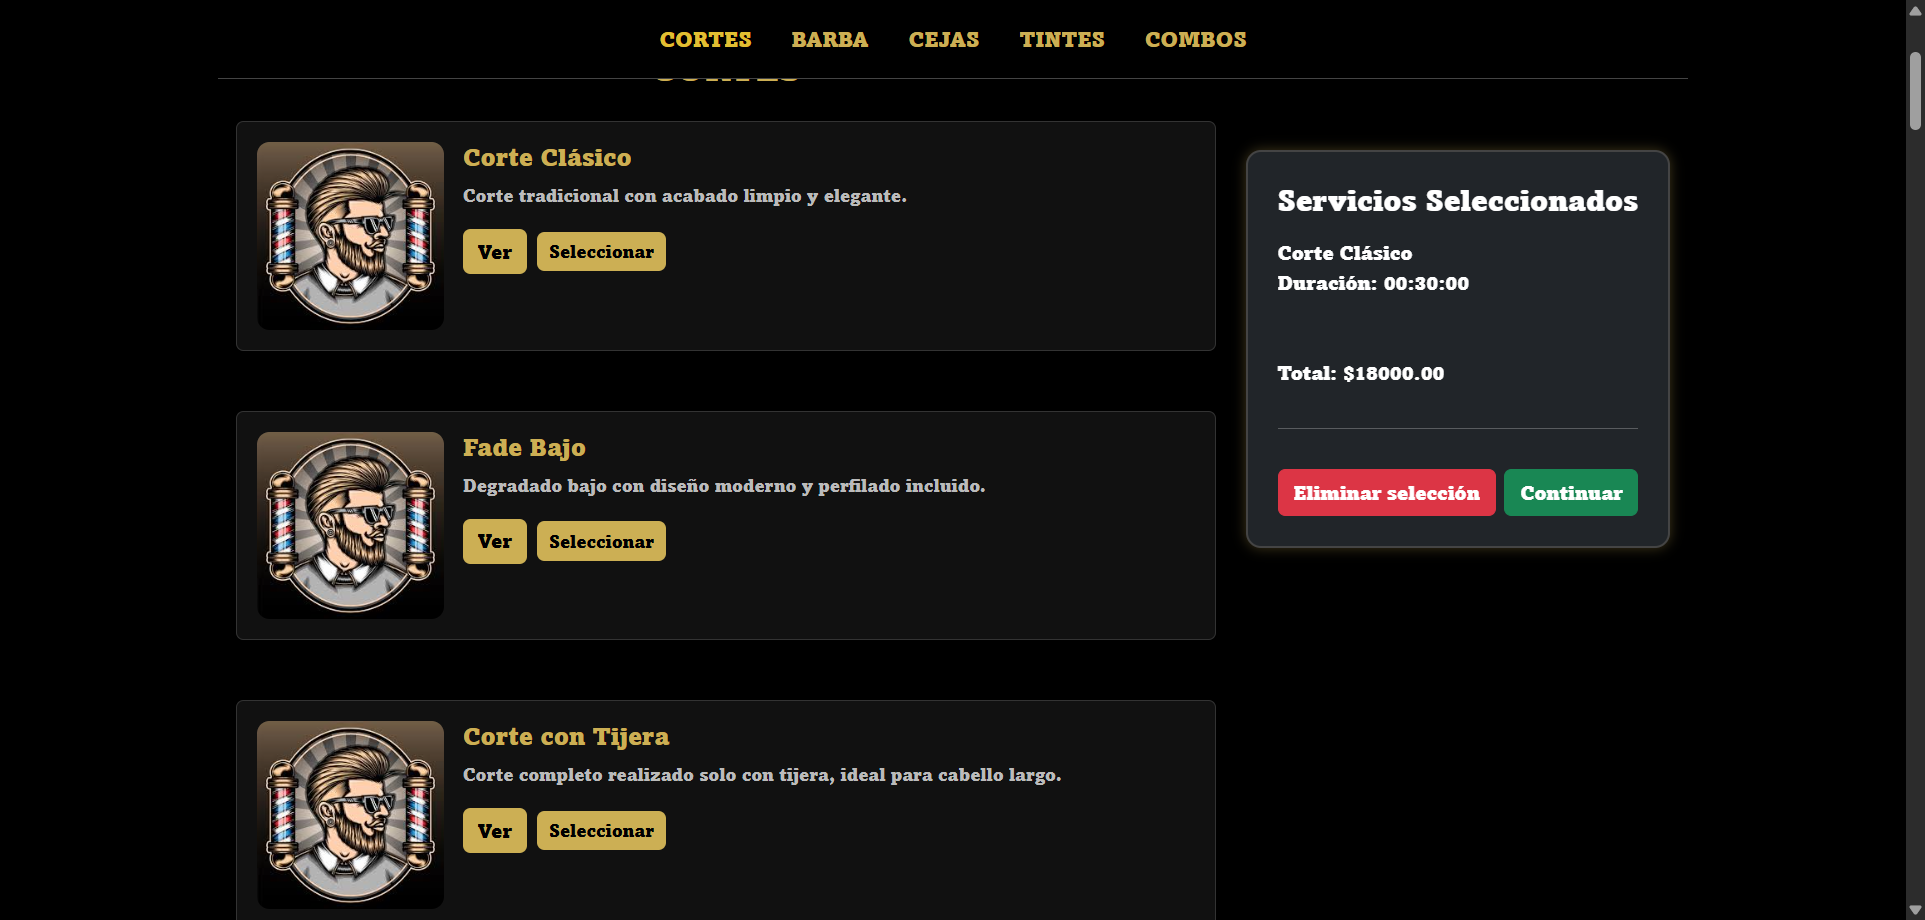 CORTES BARBA CEJAS TINTES COMBOS
CORTES
Corte Clásico
Corte tradicional con acabado limpio y elegante.
Ver Seleccionar
Fade Bajo
Degradado bajo con diseño moderno y perfilado incluido.
Ver Seleccionar
Corte con Tijera
Corte completo realizado solo con tijera, ideal para cabello largo.
Ver Seleccionar
Servicios Seleccionados
Corte Clásico
Duración: 00:30:00
Total: $18000.00
Eliminar selección Continuar